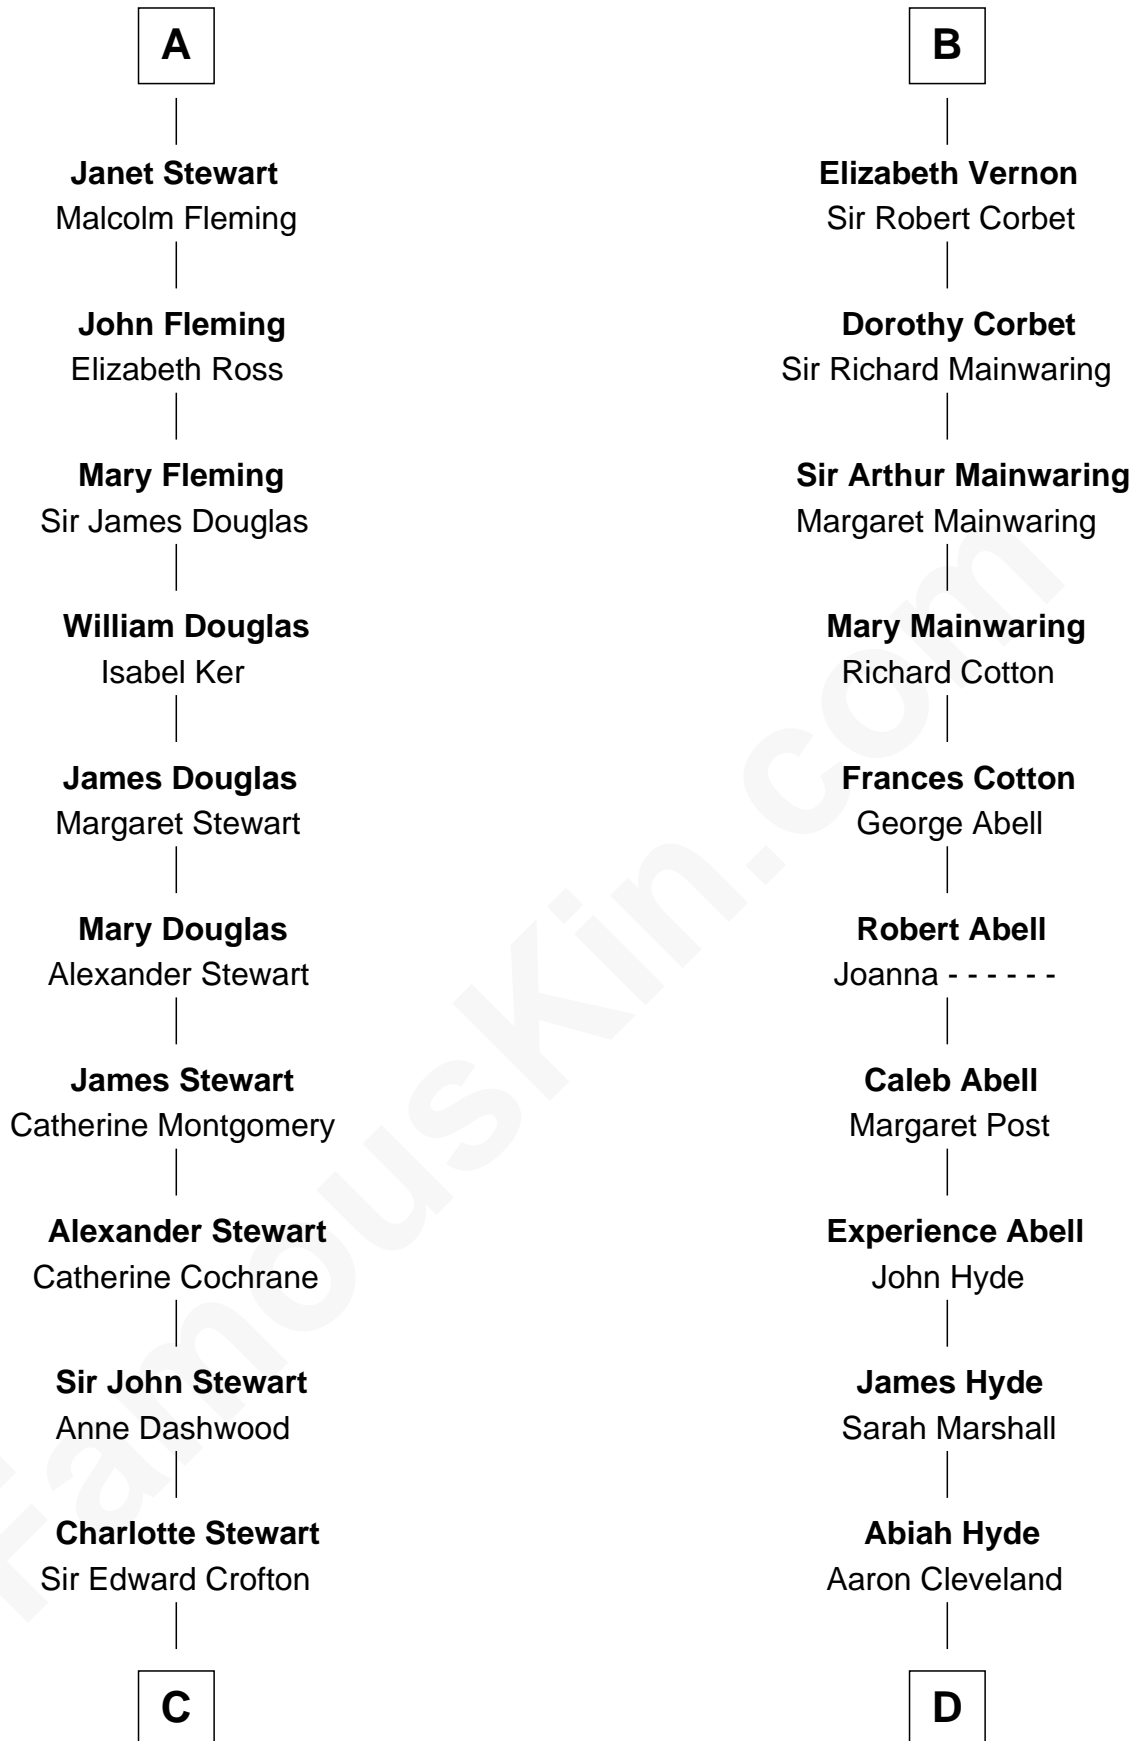 A
Janet Stewart
Malcolm Fleming
John Fleming
Elizabeth Ross
Mary Fleming
Sir James Douglas
William Douglas
Isabel Ker
James Douglas
Margaret Stewart
Mary Douglas
Alexander Stewart
James Stewart
Catherine Montgomery
Alexander Stewart
Catherine Cochrane
Sir John Stewart
Anne Dashwood
Charlotte Stewart
Sir Edward Crofton
C
B
Elizabeth Vernon
Sir Robert Corbet
Dorothy Corbet
Sir Richard Mainwaring
Sir Arthur Mainwaring
Margaret Mainwaring
Mary Mainwaring
Richard Cotton
Frances Cotton
George Abell
Robert Abell
Joanna - - - - - -
Caleb Abell
Margaret Post
Experience Abell
John Hyde
James Hyde
Sarah Marshall
Abiah Hyde
Aaron Cleveland
D
FamousKin.com